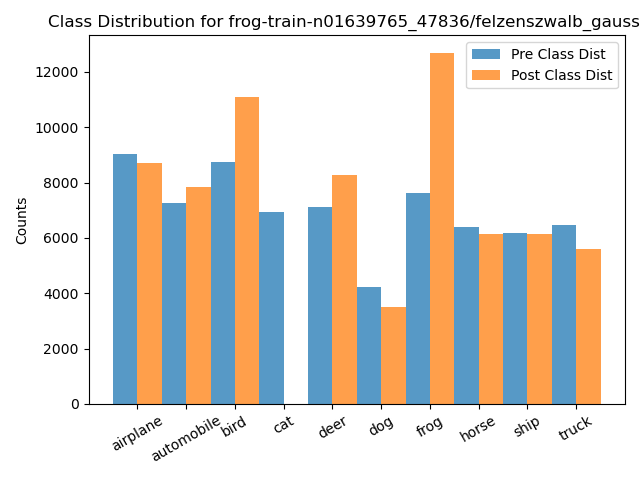 Class Distribution for frog-train-n01639765_47836/felzenszwalb_gauss
Pre Class Dist
Post Class Dist
Counts
12000
10000
8000
6000
4000
2000
0
airplane
automobile
bird
cat
deer
dog
frog
horse
ship
truck